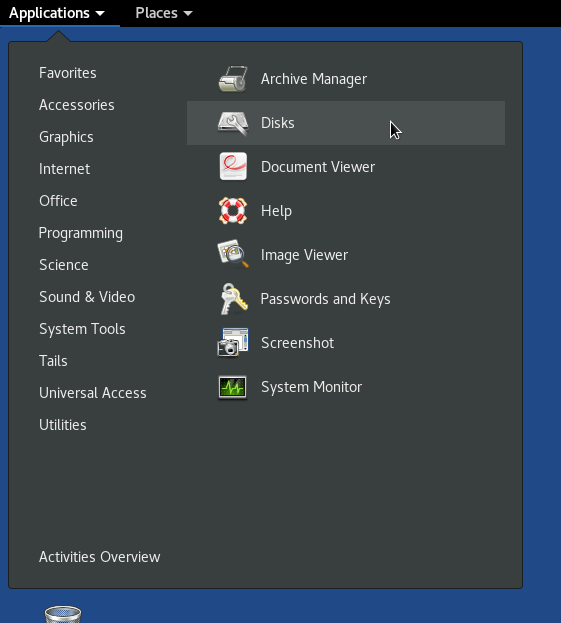 Applications Places
Favorites
Accessories
Graphics
Internet
Office
Programming
Science
Sound & Video
System Tools
Tails
Universal Access
Utilities
Activities Overview
Archive Manager
Disks
Document Viewer
Help
Image Viewer
Passwords and Keys
Screenshot
System Monitor